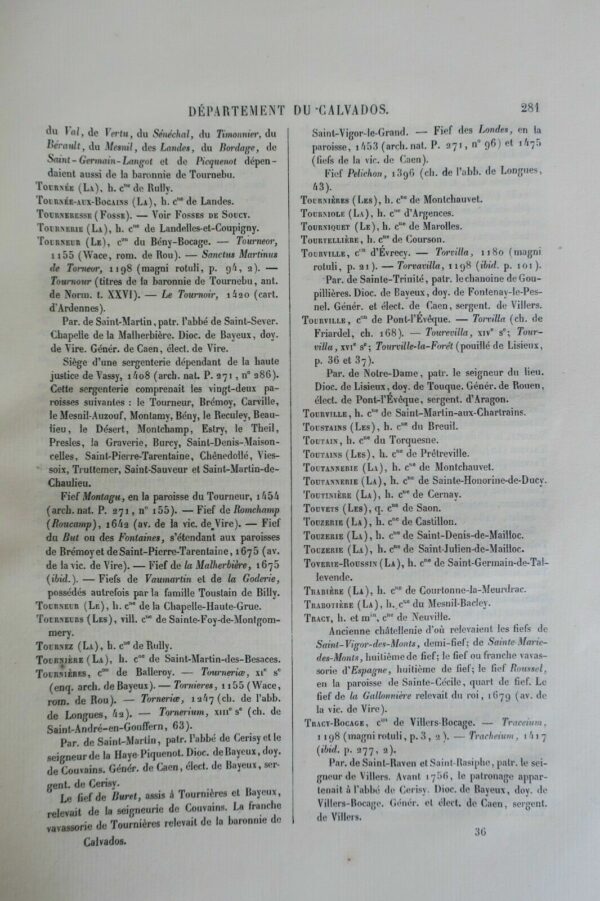 DÉPARTEMENT DU CALVADOS.
281
du Val, de Vertu, du Sénéchal, du Timonnier, du
Bérault, du Mesnil, des Landes, du Bordage, de
Saint-Germain-Langot et de Picquenot dépen-
daient aussi de la baronnie de Tournebu.
TOURNÉE (LA), h. cne de Rully.
TOURNÉE-AUX-BOCAINS (LA), h. cne de Landes.
TOURNERESSE (FOSSE). — Voir FOSSES DE SOUCY.
TOURNERIE (LA), h. cne de Landelles-et-Coupigny.
TOURNEUR (LE), cne du Bény-Bocage. — Tourneor,
1155 (Wace, rom. de Rou). — Sanctus Martinus
de Torneor, 1198 (magni rotuli, p. 94, 2). —
Tournour (titres de la baronnie de Tournebu, ant.
de Norm. t. XXVI). — Le Tournoir, 1420 (cart.
d'Ardennes).
Par. de Saint-Martin, patr. l'abbé de Saint-Sever.
Chapelle de la Malherbière. Dioc. de Bayeux, doy.
de Vire. Génér. de Caen, élect. de Vire.
Siège d'une sergenterie dépendant de la haute
justice de Vassy, 1408 (arch. nat. P. 271, n° 286).
Cette sergenterie comprenait les vingt-deux pa-
roisses suivantes : le Tourneur, Brémoy, Carville,
le Mesnil-Auzouf, Montamy, Bény, le Reculey, Beau-
lieu, le Désert, Montchamp, Estry, le Theil,
Presles, la Graverie, Burcy, Saint-Denis-Maison-
celles, Saint-Pierre-Tarentaine, Chênedollé, Vies-
soix, Truttemer, Saint-Sauveur et Saint-Martin-de-
Chaulieu.
Fief Montagu, en la paroisse du Tourneur, 1454
(arch. nat. P. 271, n° 155). — Fief de Romchamp
(Roucamp), 1642 (av. de la vic. de Vire). — Fief
du But ou des Fontaines, s'étendant aux paroisses
de Brémoy et de Saint-Pierre-Tarentaine, 1675 (av.
de la vic. de Vire). — Fief de la Malherbière, 1675
(ibid.). — Fiefs de Vaumartin et de la Goderie,
possédés autrefois par la famille Toustain de Billy.
TOURNEUR (LE), h. cne de la Chapelle-Haute-Grue.
TOURNEURS (LES), vill. cne de Sainte-Foy-de-Montgom-
mery.
TOURNEZ (LA), h. cne de Rully.
TOURNIÈRE (LA), h. cne de Saint-Martin-des-Besaces.
TOURNIÈRES, cne de Balleroy. — Tourneriæ, XIe s°
(enq. arch. de Bayeux). — Tornieres, 1155 (Wace,
rom. de Rou). — Torneriæ, 1247 (ch. de l'abb.
de Longues, 42). — Tornerium, XIIIe s° (ch. de
Saint-André-en-Gouffern, 63).
Par. de Saint-Martin, patr. l'abbé de Cerisy et le
seigneur de la Haye-Piquenot. Dioc. de Bayeux, doy.
de Couvains. Génér. de Caen, élect. de Bayeux, ser-
gent. de Cerisy.
Le fief de Buret, assis à Tournières et Bayeux,
relevait de la seigneurie de Couvains. La franche
vavassorie de Tournières relevait de la baronnie de
Calvados.
Saint-Vigor-le-Grand. — Fief des Londes, en la
paroisse, 1453 (arch. nat. P. 271, n° 96) et 1475
(fiefs de la vic. de Caen).
Fief Pelichon, 1396 (ch. de l'abb. de Longues,
43).
TOURNIÈRES (LES), h. cne de Montchauvet.
TOURNIOLE (LA), h. cne d'Argences.
TOURNIQUET (LE), h. cne de Marolles.
TOURTELLIÈRE, h. cne de Courson.
TOURVILLE, cne d'Évrecy. — Torvilla, 1180 (magni
rotuli, p. 21). — Torvavilla, 1198 (ibid. p. 101).
Par. de Sainte-Trinité, patr. le chanoine de Gou-
pillières. Dioc. de Bayeux, doy. de Fontenay-le-Pes-
nel. Génér. et élect. de Caen, sergent. de Villers.
TOURVILLE, cne de Pont-l'Évêque. — Torvilla (ch. de
Friardel, ch. 168). — Tourevilla, XIVe s°; Tour-
villa, XVIe s°; Tourville-la-Forêt (pouillé de Lisieux,
p. 36 et 37).
Par. de Notre-Dame, patr. le seigneur du lieu.
Dioc. de Lisieux, doy. de Touque. Génér. de Rouen,
élect. de Pont-l'Évêque, sergent. d'Aragon.
TOURVILLE, h. cne de Saint-Martin-aux-Chartrains.
TOUSTAINS (LES), h. cne du Breuil.
TOUTAIN, h. cne du Torquesne.
TOUTAINS (LES), h. cne de Prêtreville.
TOUTANNERIE (LA), h. cne de Montchauvet.
TOUTANNERIE (LA), h. cne de Sainte-Honorine-de-Ducy.
TOUTINIÈRE (LA), h. cne de Cernay.
TOUVETS (LES), q. cne de Saon.
TOUZERIE (LA), h. cne de Castillon.
TOUZERIE (LA), h. cne de Saint-Denis-de-Mailloc.
TOUZERIE (LA), h. cne de Saint-Julien-de-Mailloc.
TOVERIE-ROUSSIN (LA), h. cne de Saint-Germain-de-Tal-
levende.
TRABIÈRE (LA), h. cne de Courtonne-la-Meurdrac.
TRABOTIÈRE (LA), h. cne du Mesnil-Bacley.
TRACY, h. et min, cne de Neuville.
Ancienne châtellenie d'où relevaient les fiefs de
Saint-Vigor-des-Monts, demi-fief; de Sainte-Marie-
des-Monts, huitième de fief; le fief ou franche vavas-
sorie d'Espagne, huitième de fief; le fief Roussel,
en la paroisse de Sainte-Cécile, quart de fief. Le
fief de la Gallonnière relevait du roi, 1679 (av. de
la vic. de Vire).
TRACY-BOCAGE, con de Villers-Bocage. — Traceium,
1198 (magni rotuli, p. 3, 2). — Tracheium, 1417
(ibid. p. 277, 2).
Par. de Saint-Raven et Saint-Rasiphe, patr. le sei-
gneur de Villers. Avant 1756, le patronage appar-
tenait à l'abbé de Cerisy. Dioc. de Bayeux, doy. de
Villers-Bocage. Génér. et élect. de Caen, sergent.
de Villers.
36